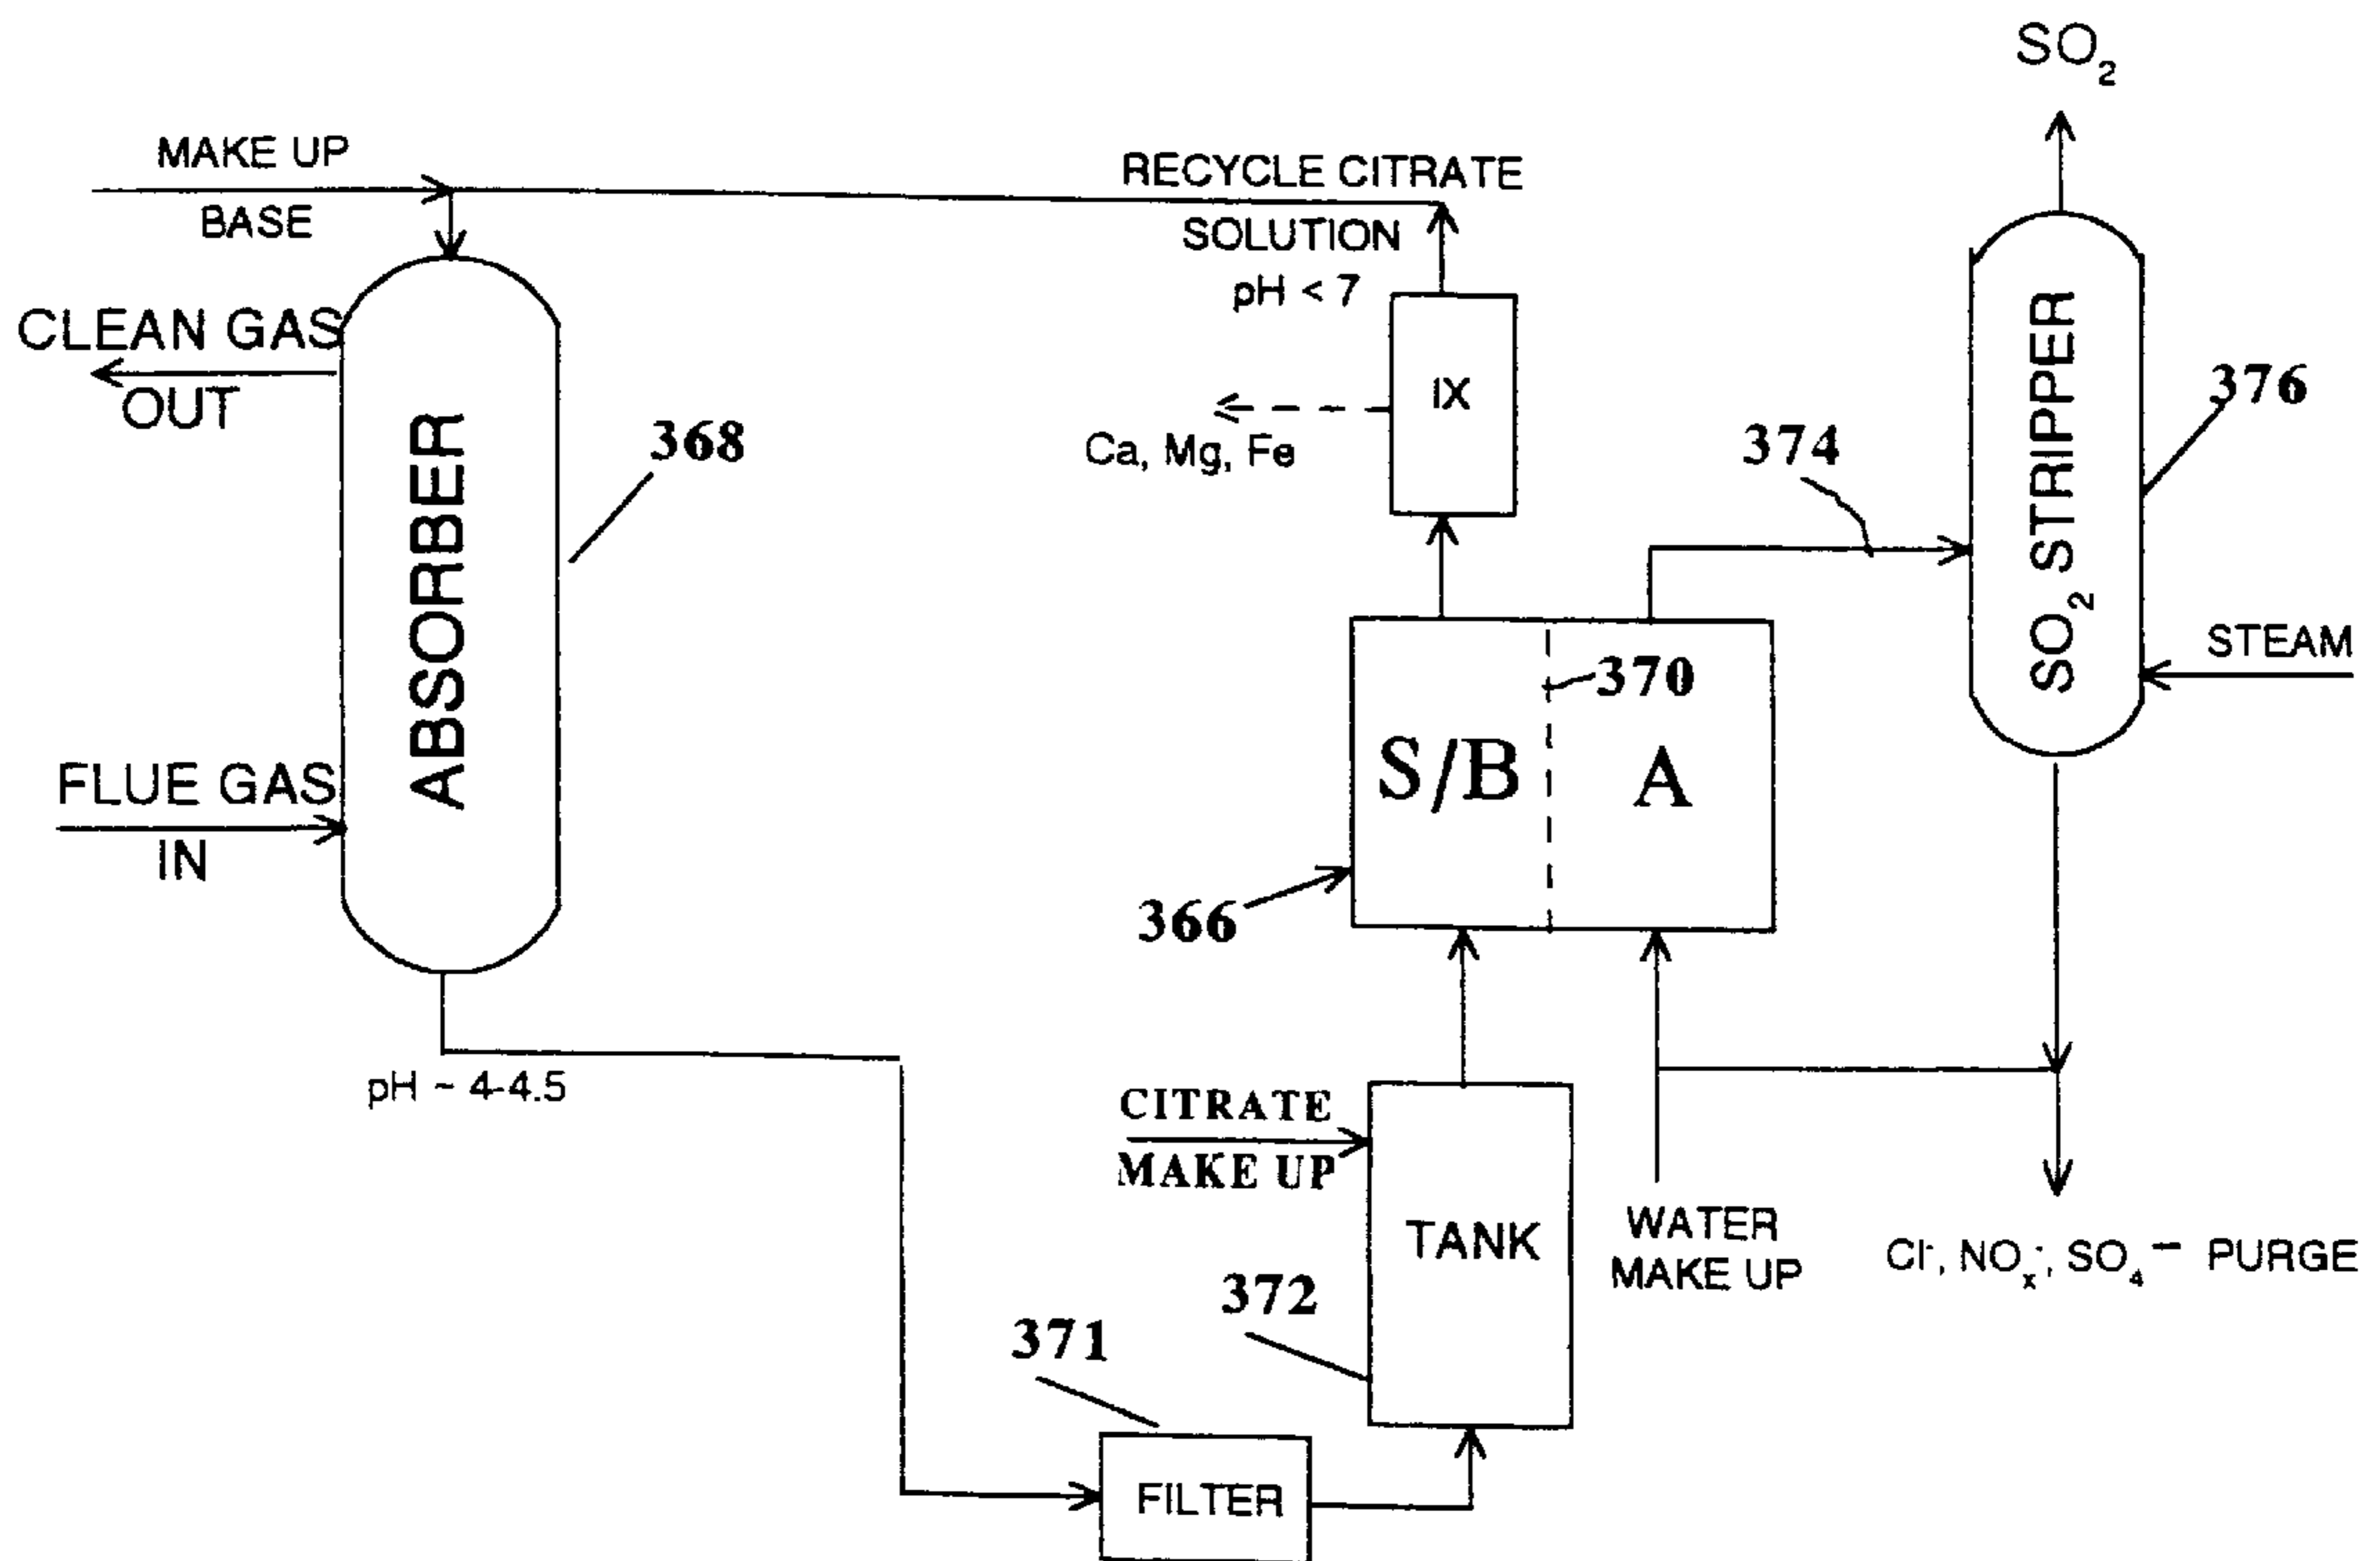 SO2
MAKE UP
BASE
RECYCLE CITRATE
SOLUTION
pH < 7
CLEAN GAS
OUT
ABSORBER
368
IX
Ca, Mg, Fe
374
376
SO2 STRIPPER
STEAM
370
S/B
A
FLUE GAS
IN
366
pH ~ 4-4.5
CITRATE
MAKE UP
TANK
WATER
MAKE UP
Cl-, NOx-, SO4-- PURGE
372
371
FILTER